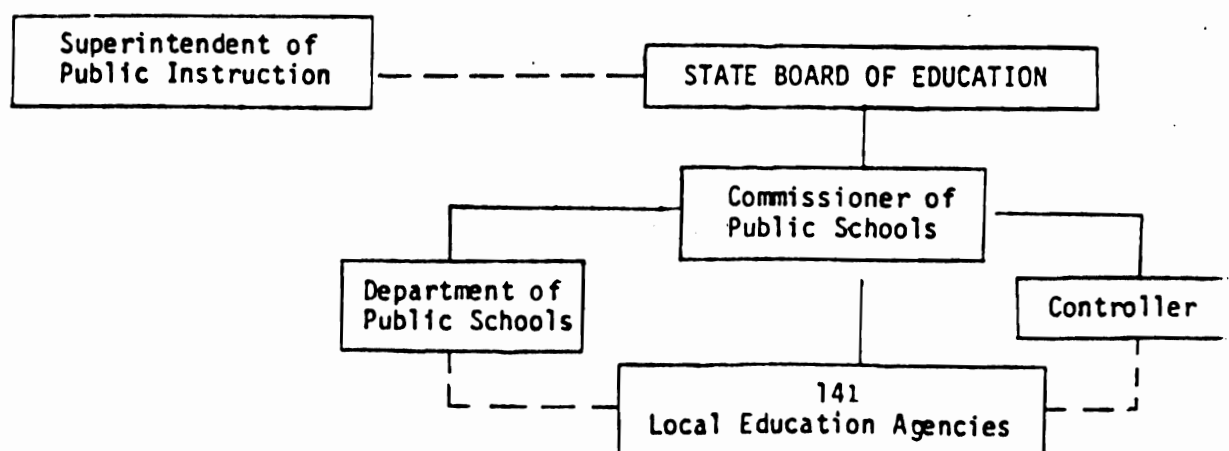 Superintendent of
Public Instruction
STATE BOARD OF EDUCATION
Commissioner of
Public Schools
Department of
Public Schools
Controller
141
Local Education Agencies